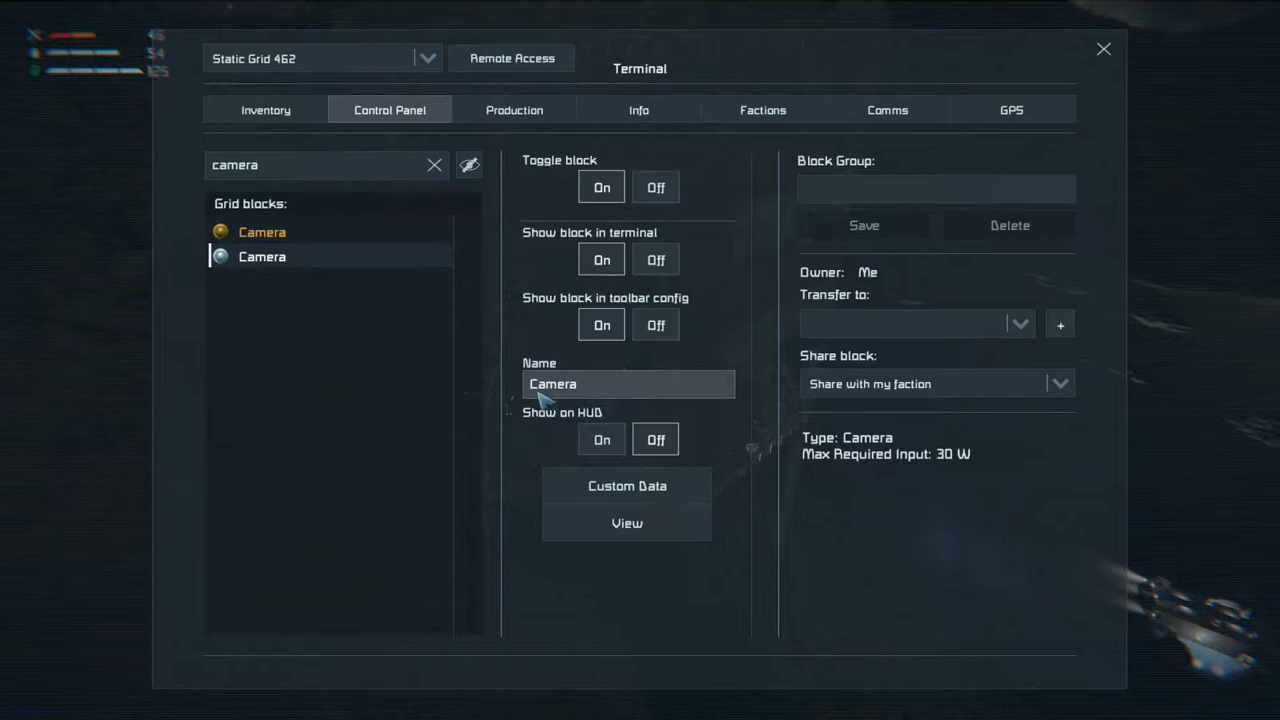 46
54
125
Static Grid 462
Remote Access
Terminal
Inventory
Control Panel
Production
Info
Factions
Comms
GPS
camera
Grid blocks:
Camera
Camera
Toggle block
On
Off
Show block in terminal
On
Off
Show block in toolbar config
On
Off
Name
Camera
Show on HUD
On
Off
Custom Data
View
Block Group:
Save
Delete
Owner: Me
Transfer to:
+
Share block:
Share with my faction
Type: Camera
Max Required Input: 30 W